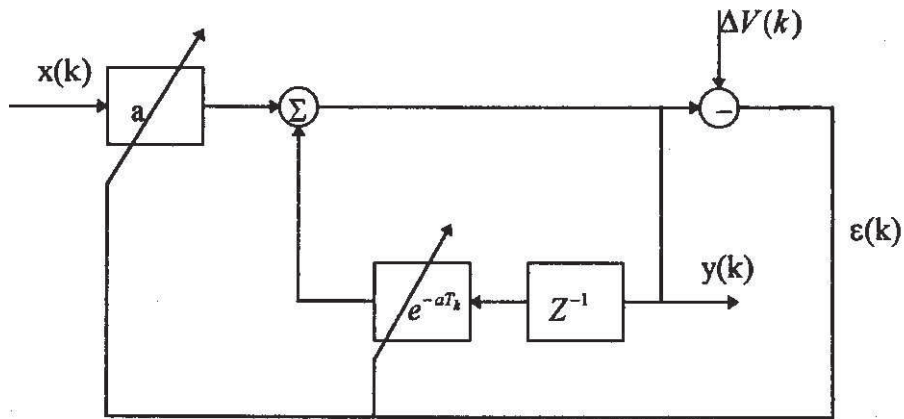 ΔV(k)
x(k)
a
Σ
−
ε(k)
y(k)
e^{-aT_k}
Z^{-1}